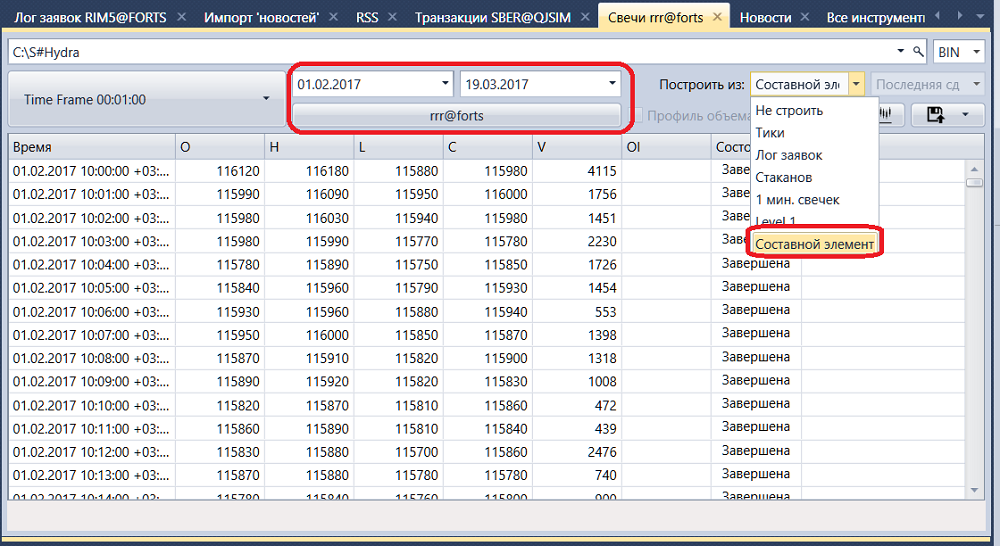 Лог заявок RIM5@FORTS Импорт 'новостей' RSS Транзакции SBER@QJSIM Свечи rrr@forts Новости Все инструменты
C:\S#Hydra BIN
Time Frame 00:01:00 01.02.2017 19.03.2017 Построить из: Составной эл Последняя сд
rrr@forts Профиль объема
Не строить
Тики
Лог заявок
Стаканов
1 мин. свечек
Level 1
Составной элемент
Время O H L C V OI Состо
01.02.2017 10:00:00 +03:... 116120 116180 115880 115980 4115 Заве
01.02.2017 10:01:00 +03:... 115990 116090 115950 116000 1756 Заве
01.02.2017 10:02:00 +03:... 115980 116030 115940 115980 1451 Заве
01.02.2017 10:03:00 +03:... 115980 115990 115770 115780 2230 Заве
01.02.2017 10:04:00 +03:... 115780 115890 115750 115850 1726 Завершена
01.02.2017 10:05:00 +03:... 115840 115960 115790 115930 1454 Завершена
01.02.2017 10:06:00 +03:... 115930 115960 115880 115940 553 Завершена
01.02.2017 10:07:00 +03:... 115950 116000 115850 115870 1398 Завершена
01.02.2017 10:08:00 +03:... 115870 115910 115820 115900 1318 Завершена
01.02.2017 10:09:00 +03:... 115890 115920 115820 115830 1008 Завершена
01.02.2017 10:10:00 +03:... 115820 115870 115810 115860 472 Завершена
01.02.2017 10:11:00 +03:... 115860 115890 115810 115840 439 Завершена
01.02.2017 10:12:00 +03:... 115830 115880 115700 115860 2476 Завершена
01.02.2017 10:13:00 +03:... 115870 115880 115780 115780 740 Завершена
01.02.2017 10:14:00 +03:... 115780 115840 115760 115800 900 Завершена